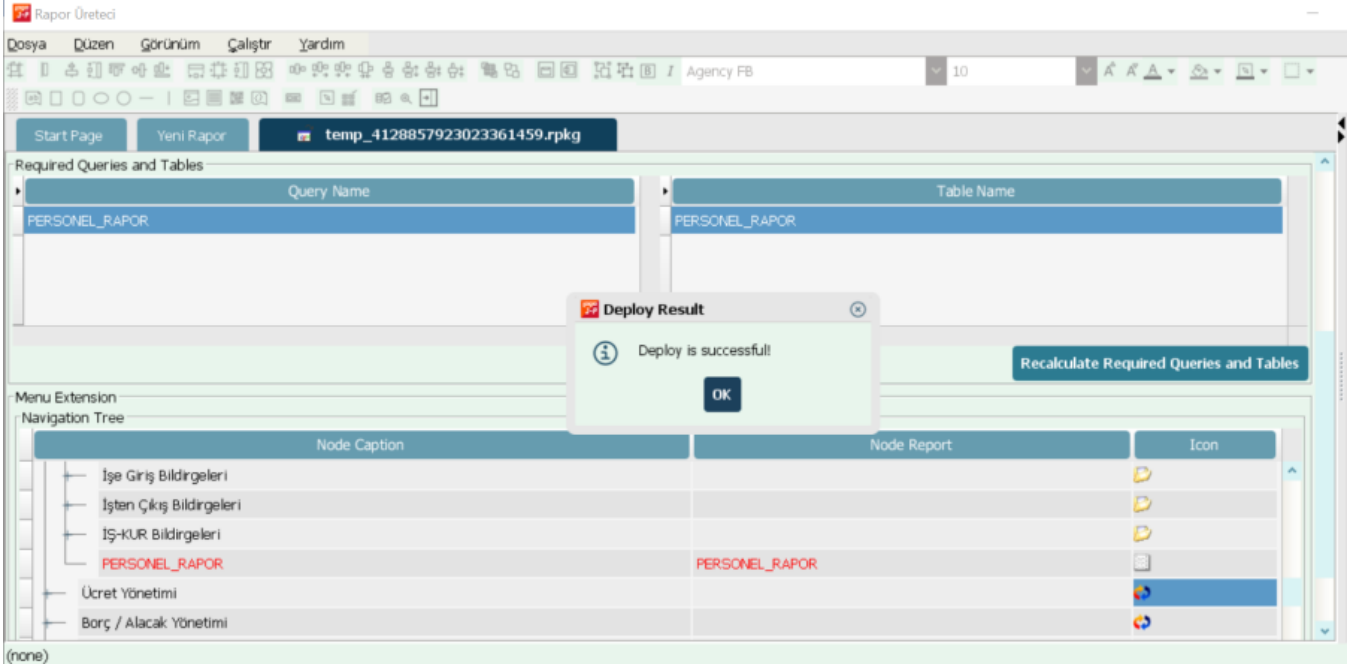 Rapor Üreteci
Dosya Düzen Görünüm Çalıştır Yardım
Agency FB 10
Start Page Yeni Rapor temp_4128857923023361459.rpkg
Required Queries and Tables
Query Name Table Name
PERSONEL_RAPOR PERSONEL_RAPOR
Deploy Result
Deploy is successful!
OK
Recalculate Required Queries and Tables
Menu Extension
Navigation Tree
Node Caption Node Report Icon
İşe Giriş Bildirgeleri
İşten Çıkış Bildirgeleri
İŞ-KUR Bildirgeleri
PERSONEL_RAPOR PERSONEL_RAPOR
Ücret Yönetimi
Borç / Alacak Yönetimi
(none)